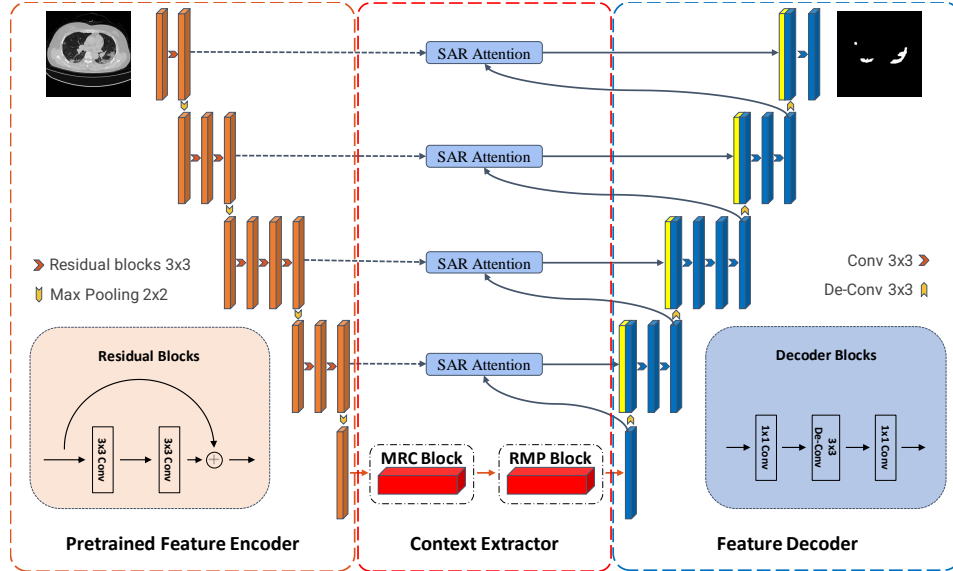 SAR Attention
SAR Attention
SAR Attention
SAR Attention
Residual blocks 3x3
Max Pooling 2x2
Conv 3x3
De-Conv 3x3
Residual Blocks
3x3 Conv
3x3 Conv
MRC Block
RMP Block
Decoder Blocks
1x1 Conv
3x3
De-Conv
1x1 Conv
Pretrained Feature Encoder
Context Extractor
Feature Decoder